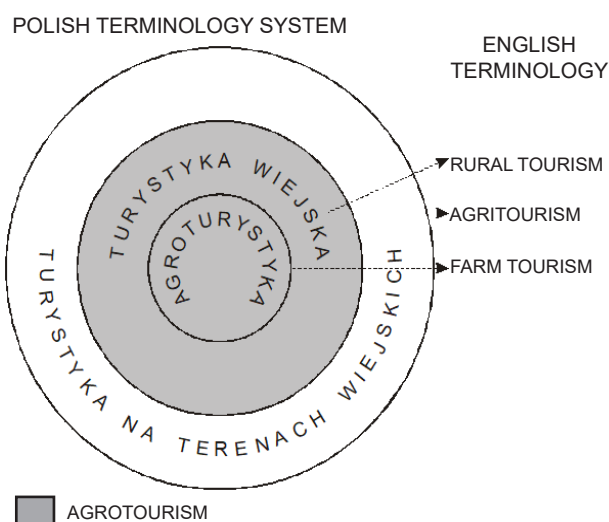 POLISH TERMINOLOGY SYSTEM
ENGLISH
TERMINOLOGY
TURYSTYKA WIEJSKA
RURAL TOURISM
AGRITOURISM
AGROTURYSTYKA
FARM TOURISM
TURYSTYKA NA TERENACH WIEJSKICH
AGROTOURISM